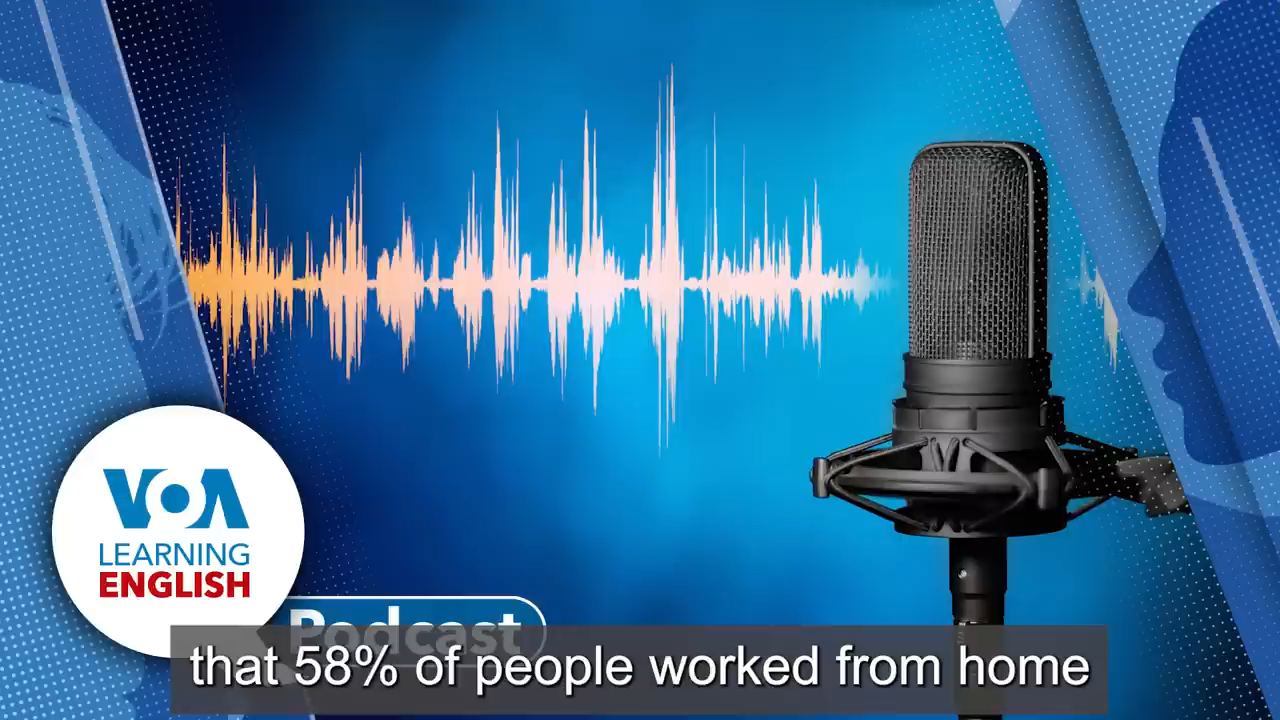 VOA
LEARNING
ENGLISH
Podcast
that 58% of people worked from home